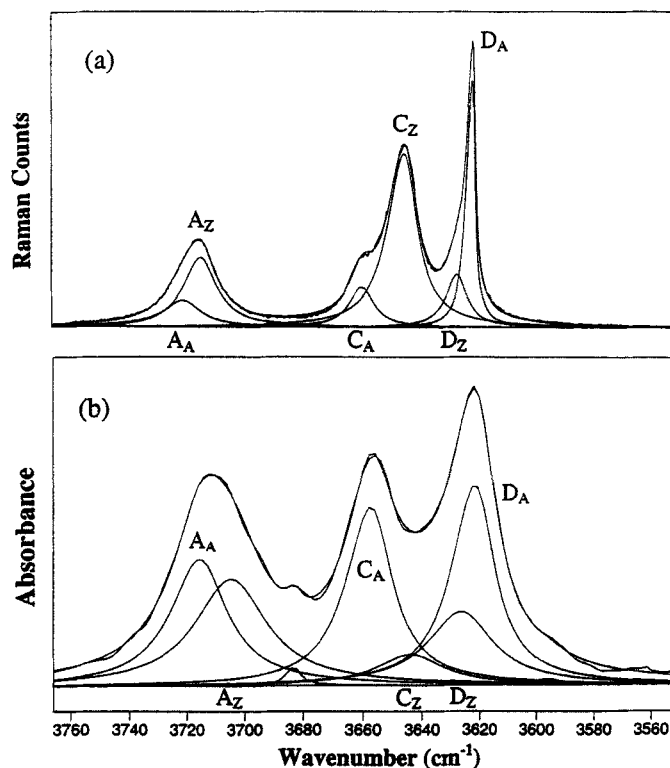 (a)
D_A
C_Z
A_Z
Raman Counts
A_A
C_A
D_Z
(b)
D_A
A_A
C_A
Absorbance
A_Z
C_Z
D_Z
3760 3740 3720 3700 3680 3660 3640 3620 3600 3580 3560
Wavenumber (cm⁻¹)